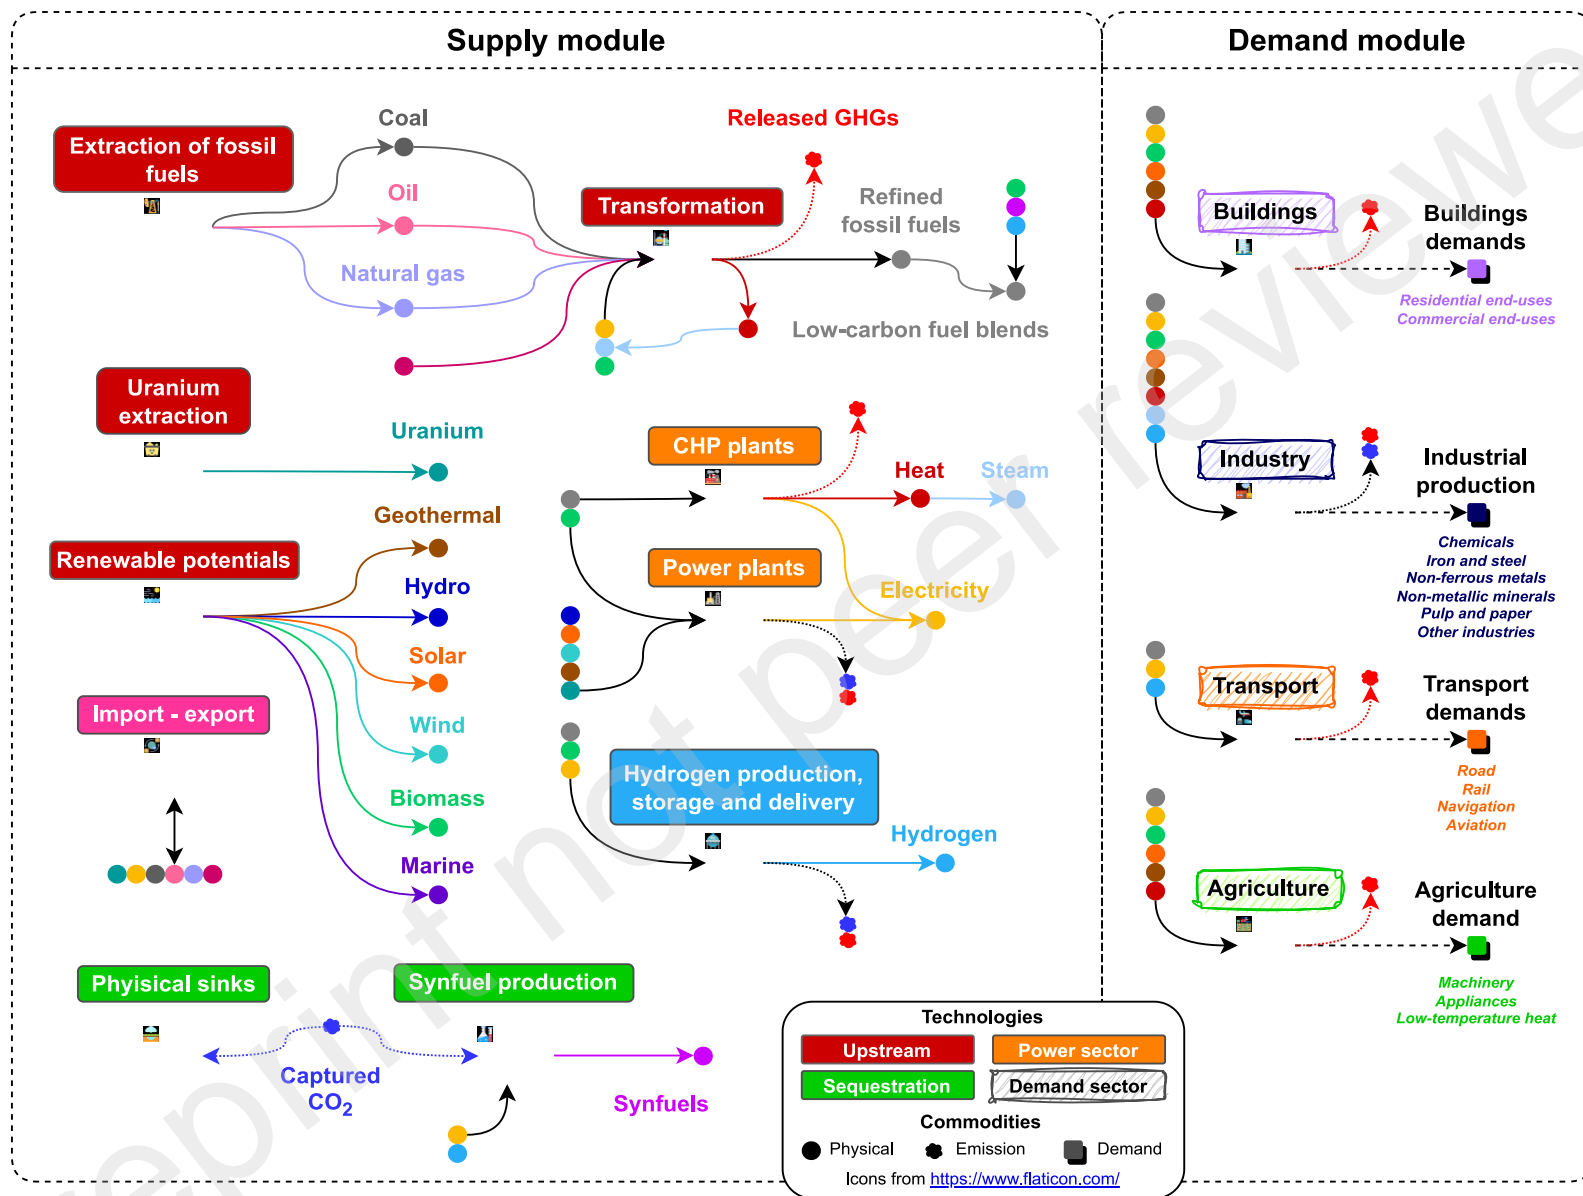 Supply module
Demand module
Extraction of fossil
fuels
Coal
Oil
Natural gas
Released GHGs
Transformation
Refined
fossil fuels
Low-carbon fuel blends
Uranium
extraction
Uranium
CHP plants
Heat
Steam
Geothermal
Renewable potentials
Hydro
Power plants
Electricity
Solar
Import - export
Wind
Hydrogen production,
storage and delivery
Biomass
Hydrogen
Marine
Phyisical sinks
Synfuel production
Captured
CO2
Synfuels
Buildings
Buildings
demands
Residential end-uses
Commercial end-uses
Industry
Industrial
production
Chemicals
Iron and steel
Non-ferrous metals
Non-metallic minerals
Pulp and paper
Other industries
Transport
Transport
demands
Road
Rail
Navigation
Aviation
Agriculture
Agriculture
demand
Machinery
Appliances
Low-temperature heat
Technologies
Upstream
Power sector
Sequestration
Demand sector
Commodities
Physical
Emission
Demand
Icons from https://www.flaticon.com/
eprint not peer reviewe